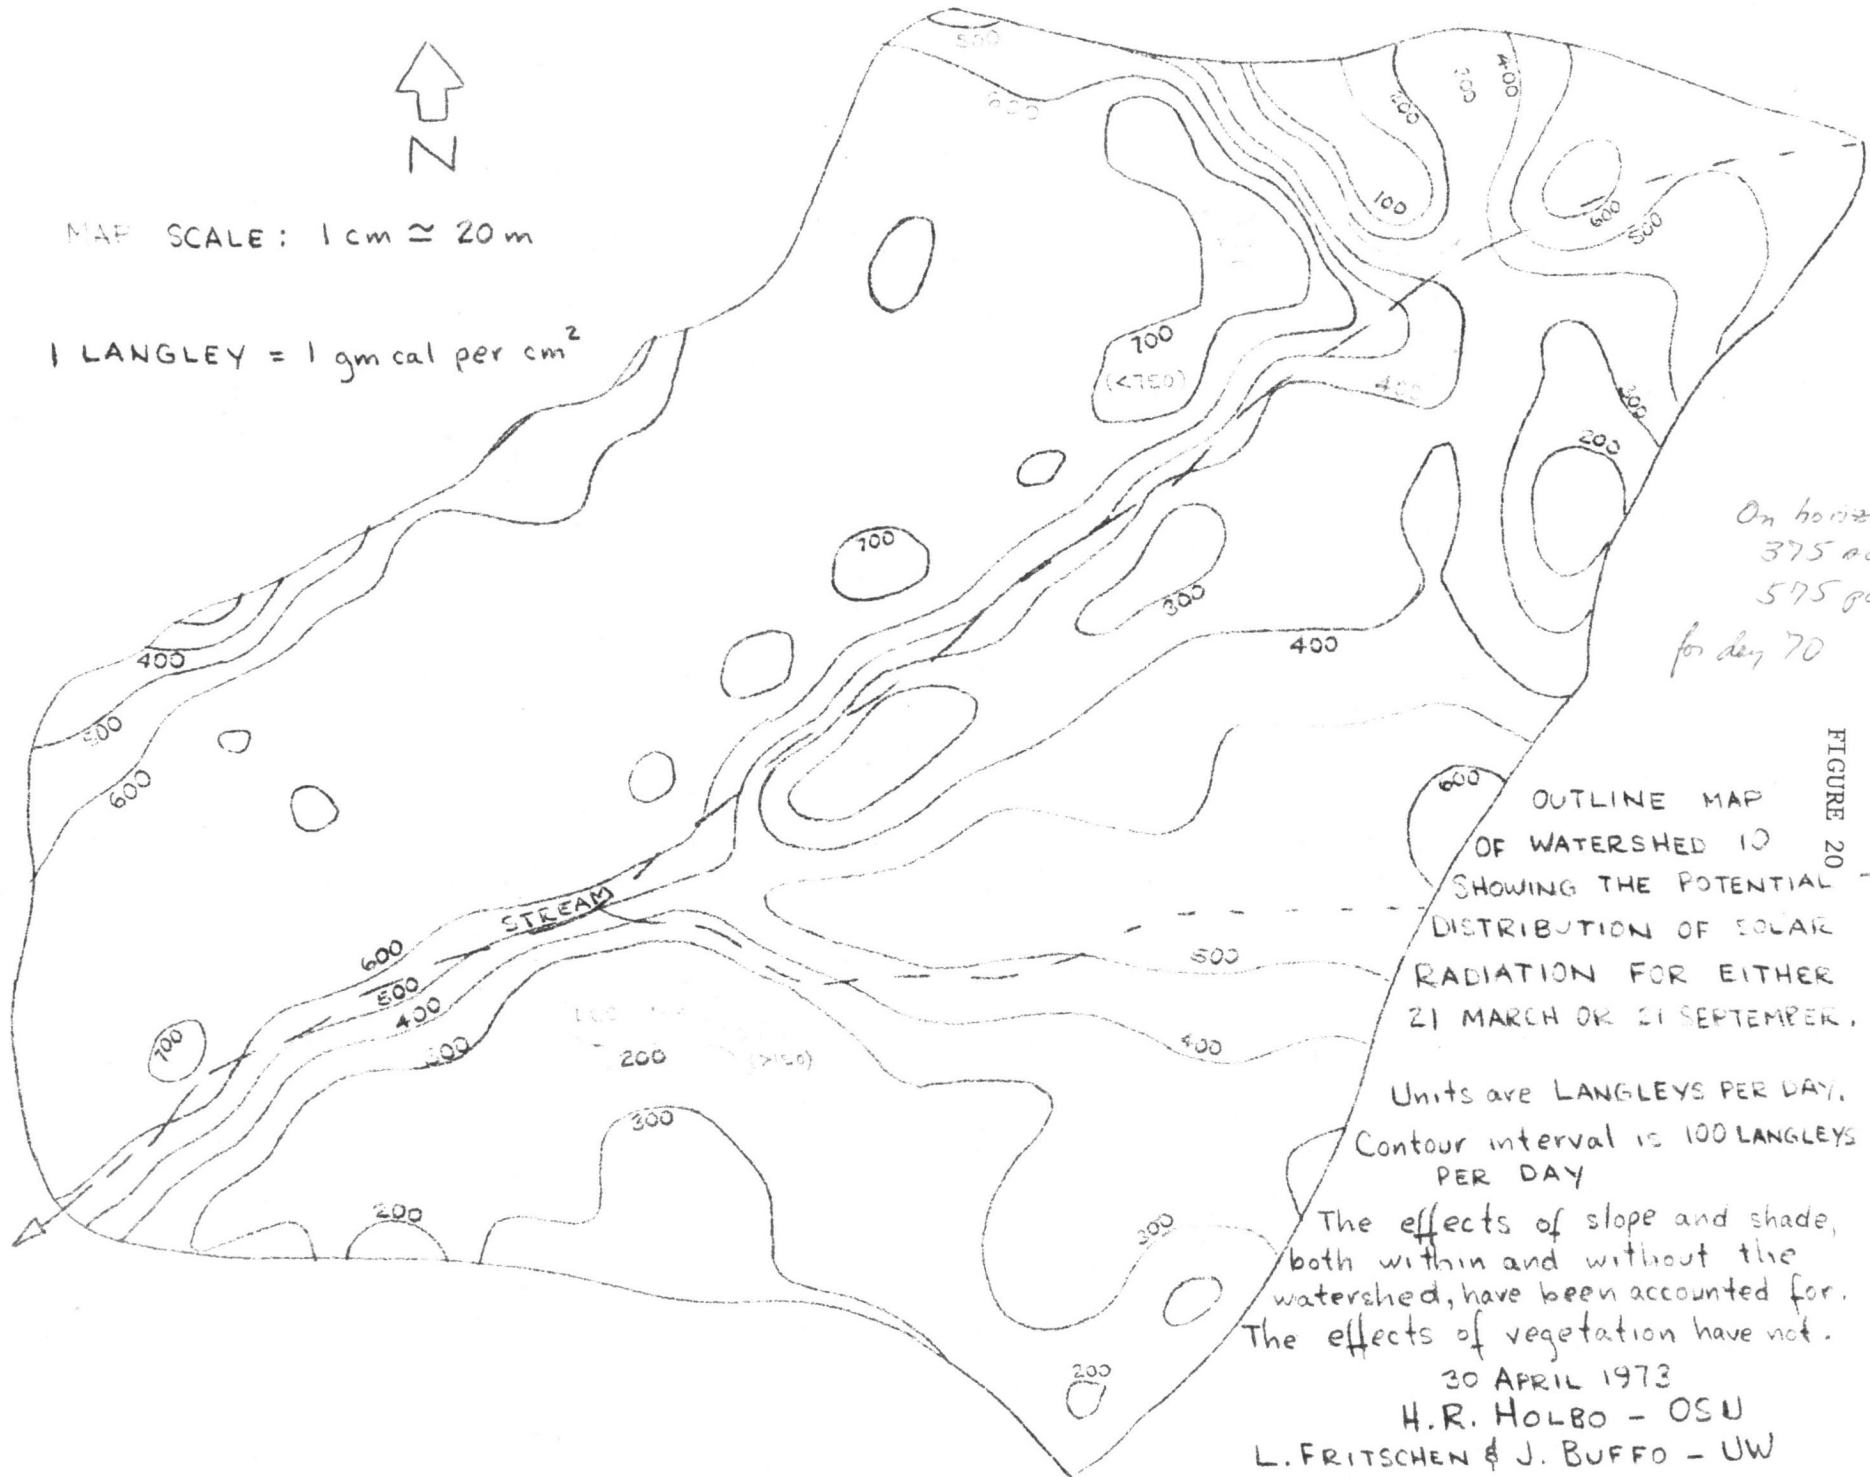 N
MAP SCALE: 1 cm ≃ 20 m
1 LANGLEY = 1 gm cal per cm²
500
600
200
300
400
100
600
500
700
(<750)
400
300
200
700
300
400
400
500
600
600
STREAM
600
500
400
300
200
(>150)
500
400
700
300
200
300
200
On horiz
375
575
for day 70
FIGURE 20
OUTLINE MAP
OF WATERSHED 10
SHOWING THE POTENTIAL
DISTRIBUTION OF SOLAR
RADIATION FOR EITHER
21 MARCH OR 21 SEPTEMBER.
Units are LANGLEYS PER DAY.
Contour interval is 100 LANGLEYS
PER DAY
The effects of slope and shade,
both within and without the
watershed, have been accounted for.
The effects of vegetation have not.
30 APRIL 1973
H.R. HOLBO - OSU
L. FRITSCHEN & J. BUFFO - UW